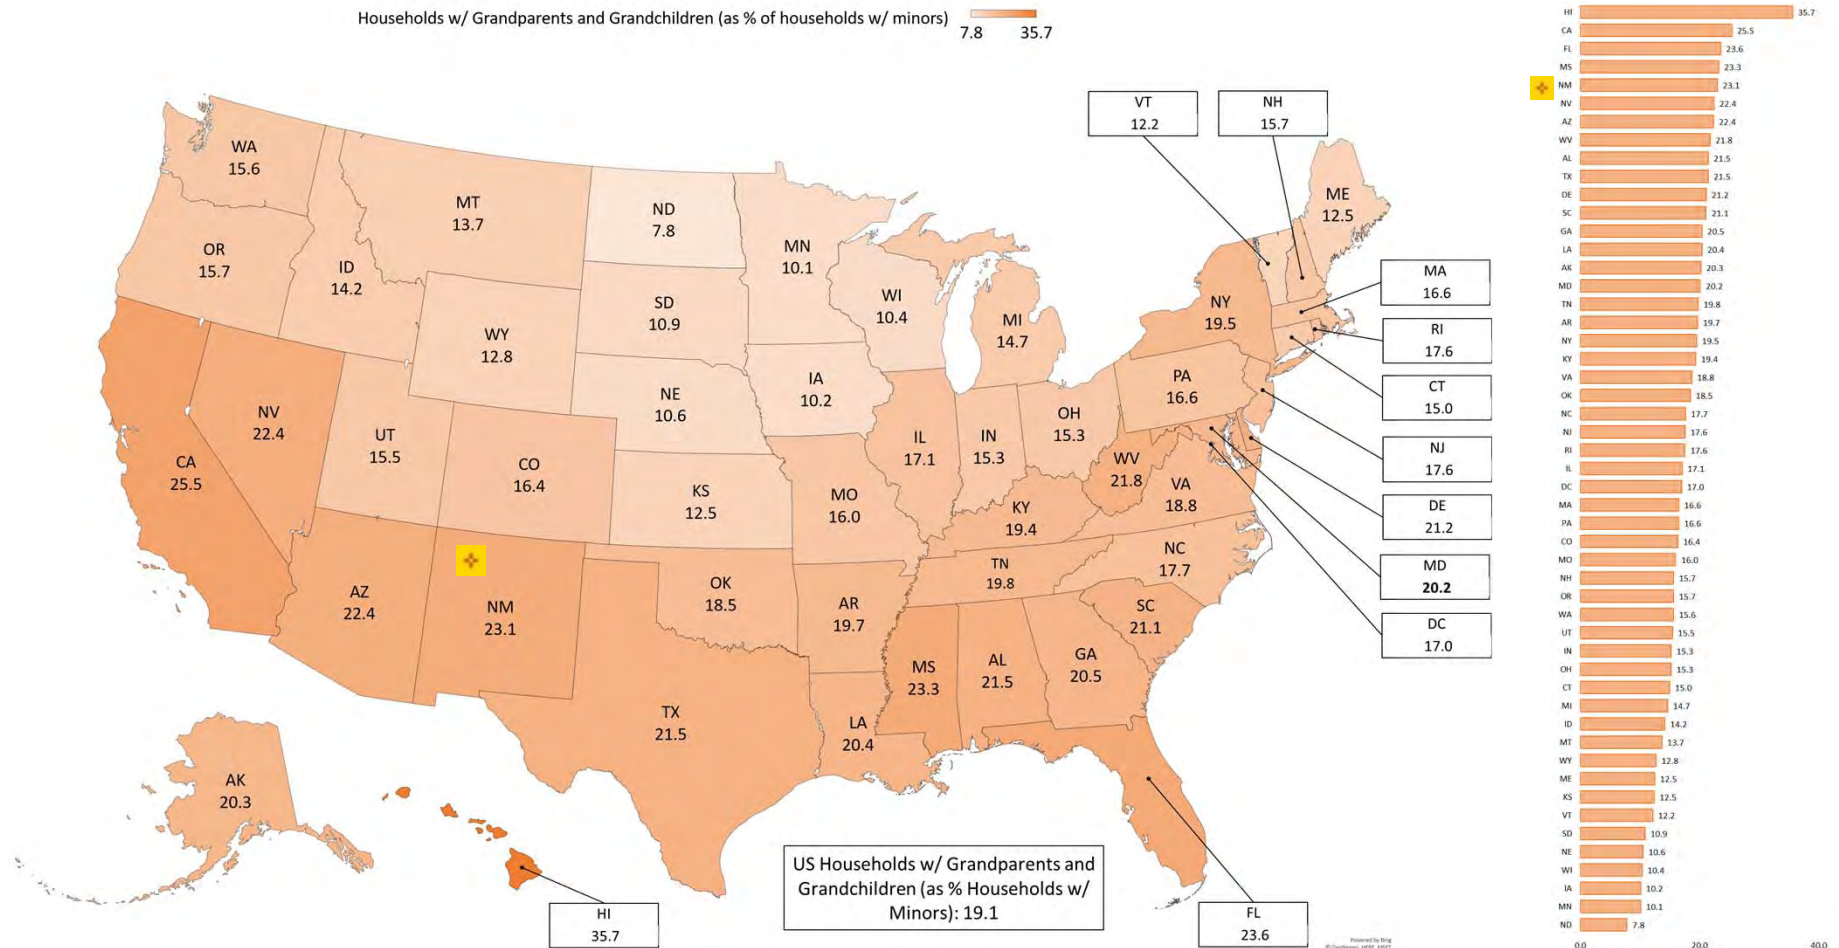 Households w/ Grandparents and Grandchildren (as % of households w/ minors)
7.8 35.7
WA
15.6
OR
15.7
CA
25.5
NV
22.4
ID
14.2
MT
13.7
WY
12.8
UT
15.5
CO
16.4
AZ
22.4
NM
23.1
ND
7.8
SD
10.9
NE
10.6
KS
12.5
OK
18.5
TX
21.5
MN
10.1
IA
10.2
MO
16.0
AR
19.7
LA
20.4
WI
10.4
IL
17.1
MI
14.7
IN
15.3
OH
15.3
KY
19.4
TN
19.8
MS
23.3
AL
21.5
GA
20.5
SC
21.1
NC
17.7
VA
18.8
WV
21.8
PA
16.6
NY
19.5
ME
12.5
VT
12.2
NH
15.7
MA
16.6
RI
17.6
CT
15.0
NJ
17.6
DE
21.2
MD
20.2
DC
17.0
AK
20.3
HI
35.7
FL
23.6
US Households w/ Grandparents and
Grandchildren (as % Households w/
Minors): 19.1
Powered by Bing
© GeoNames, HERE, MSFT
HI 35.7
CA 25.5
FL 23.6
MS 23.3
NM 23.1
NV 22.4
AZ 22.4
WV 21.8
AL 21.5
TX 21.5
DE 21.2
SC 21.1
GA 20.5
LA 20.4
AK 20.3
MD 20.2
TN 19.8
AR 19.7
NY 19.5
KY 19.4
VA 18.8
OK 18.5
NC 17.7
NJ 17.6
RI 17.6
IL 17.1
DC 17.0
MA 16.6
PA 16.6
CO 16.4
MO 16.0
NH 15.7
OR 15.7
WA 15.6
UT 15.5
IN 15.3
OH 15.3
CT 15.0
MI 14.7
ID 14.2
MT 13.7
WY 12.8
ME 12.5
KS 12.5
VT 12.2
SD 10.9
NE 10.6
WI 10.4
IA 10.2
MN 10.1
ND 7.8
0.0 20.0 40.0